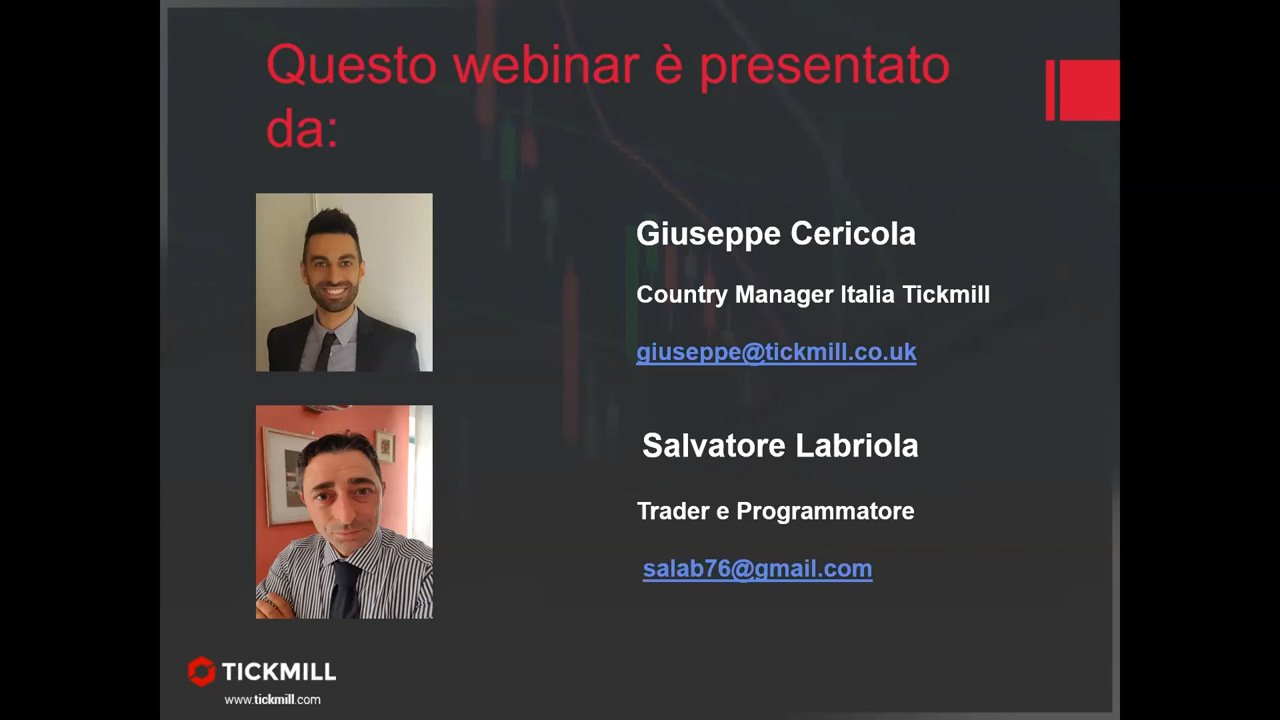 Questo webinar è presentato
da:
Giuseppe Cericola
Country Manager Italia Tickmill
giuseppe@tickmill.co.uk
Salvatore Labriola
Trader e Programmatore
salab76@gmail.com
TICKMILL
www.tickmill.com